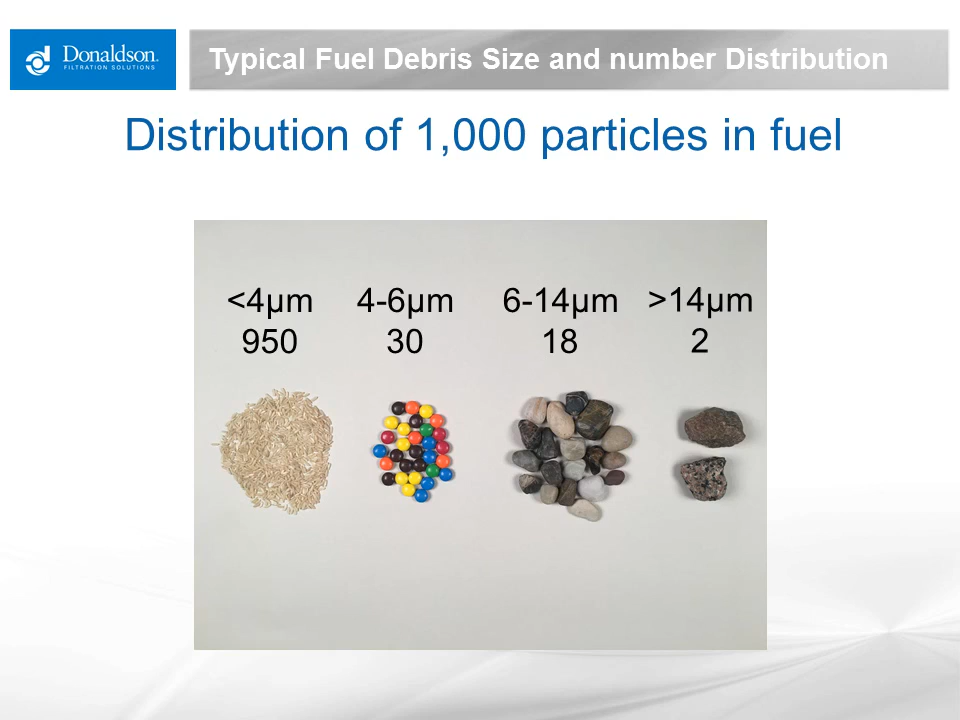 Donaldson.
FILTRATION SOLUTIONS
Typical Fuel Debris Size and number Distribution
Distribution of 1,000 particles in fuel
<4µm 4-6µm 6-14µm >14µm
950 30 18 2